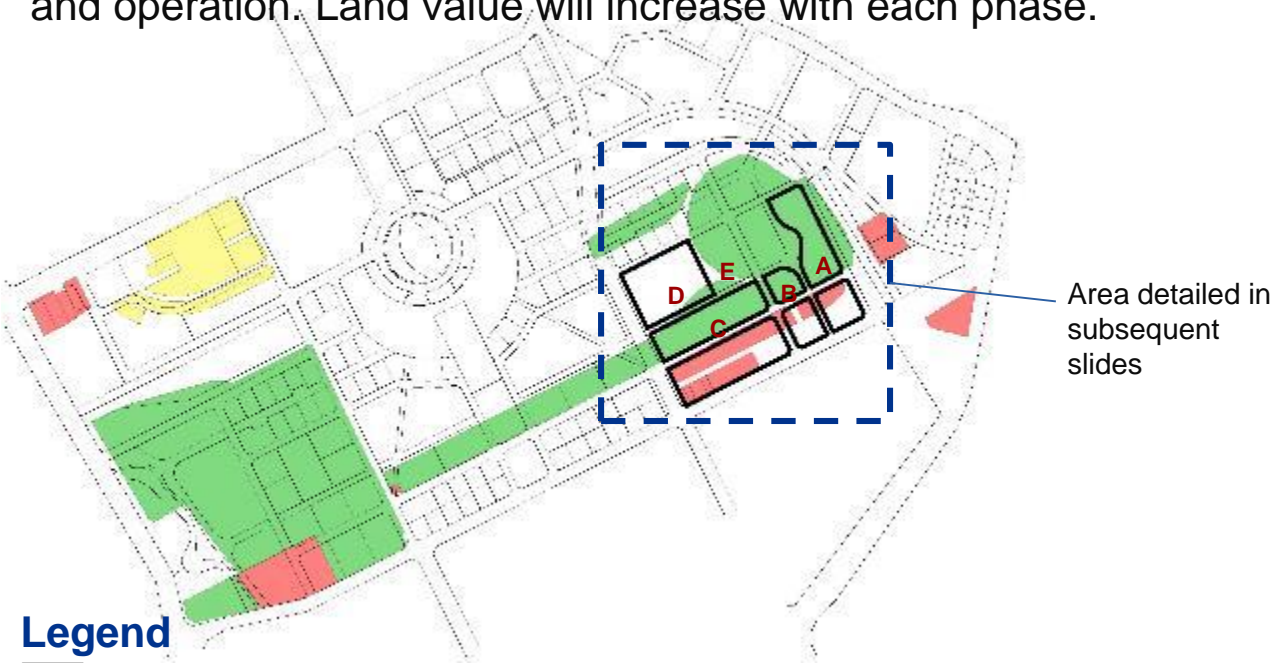 and operation. Land value will increase with each phase.
E
A
D
B
C
Area detailed in
subsequent
slides
Legend